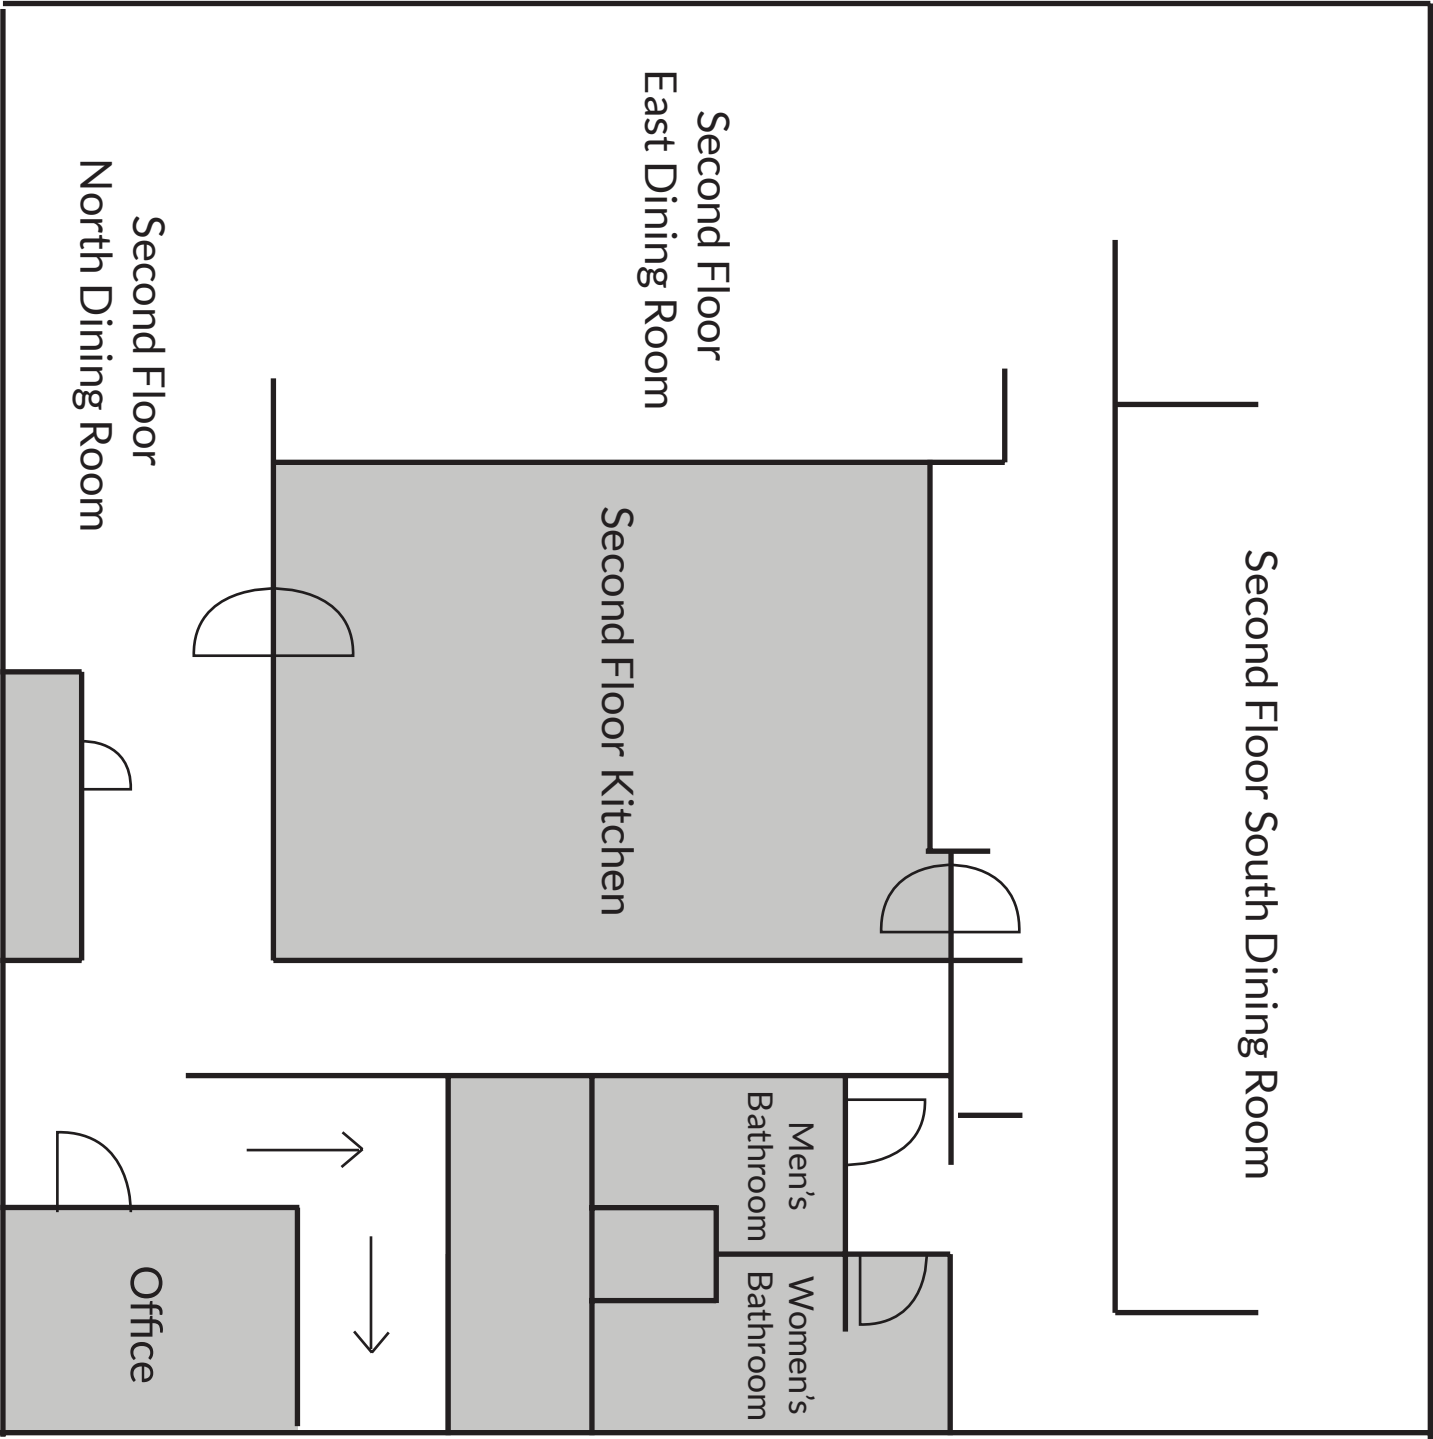 Second Floor
North Dining Room
Second Floor
East Dining Room
Second Floor Kitchen
Second Floor South Dining Room
Men's
Bathroom
Women's
Bathroom
Office